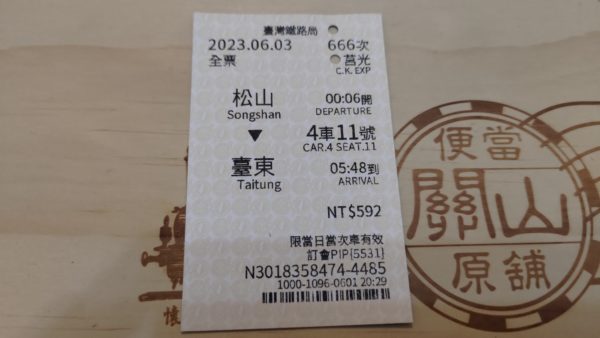 臺灣鐵路局
2023.06.03 666次
全票 莒光
C.K. EXP
松山 00:06開
Songshan DEPARTURE
4車11號
CAR.4 SEAT.11
臺東 05:48到
Taitung ARRIVAL
NT$592
限當日當次車有效
訂會PIP{5531}
N3018358474-4485
1000-1096-0601 20:29
便當
關山
原舖
懷